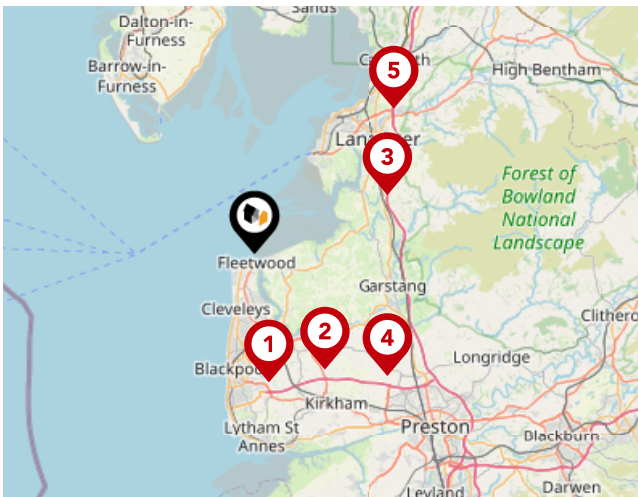 Sands
Dalton-in-
Furness
Barrow-in-
Furness
5
High Bentham
3
Forest of
Bowland
National
Landscape
Fleetwood
Garstang
Cleveleys
Clithero
1
2
4
Longridge
Kirkham
Lytham St
Annes
Preston
Blackburn
Leyland
Darwen